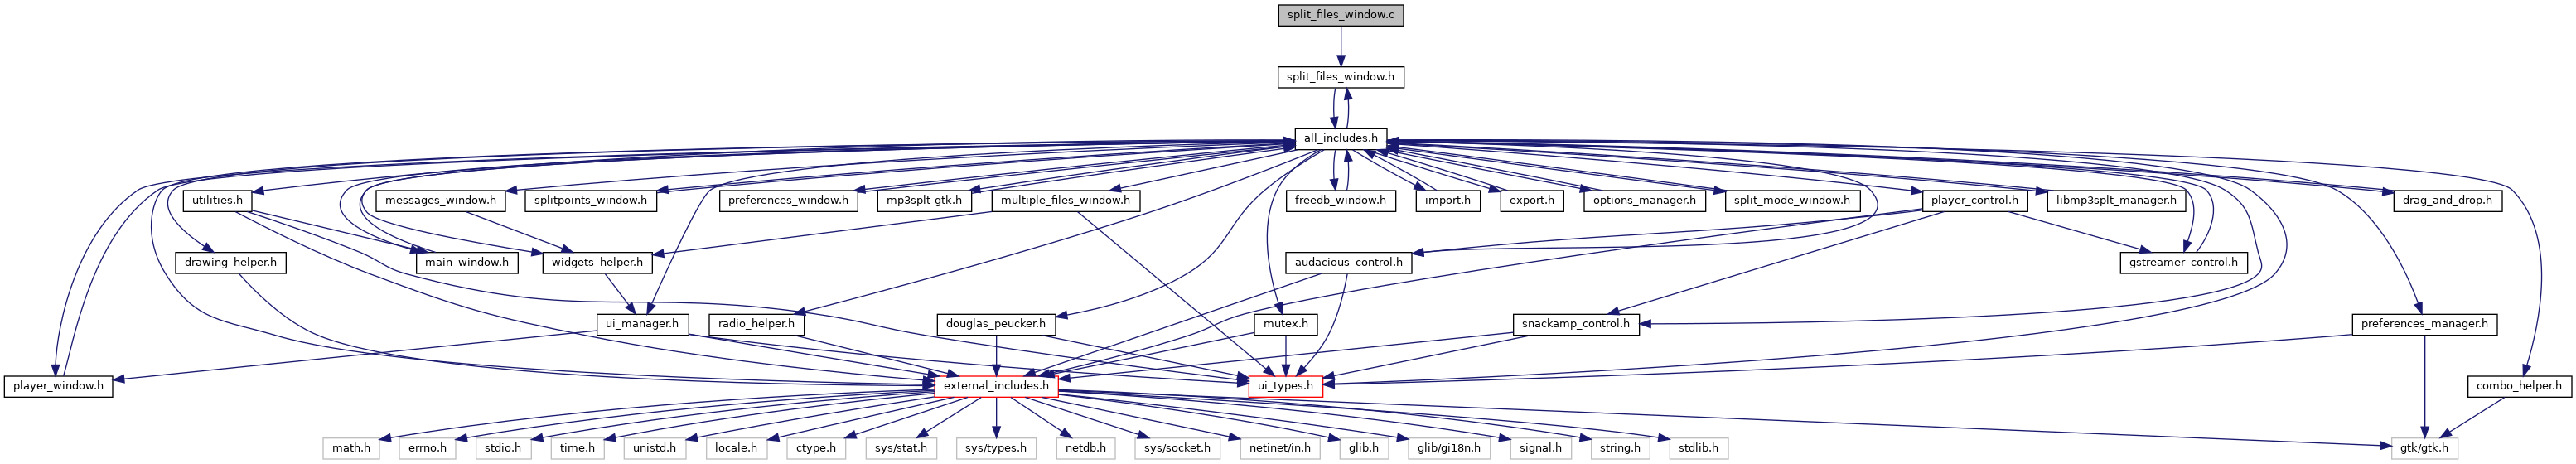 split_files_window.c
split_files_window.h
all_includes.h
utilities.h
messages_window.h
splitpoints_window.h
preferences_window.h
mp3splt-gtk.h
multiple_files_window.h
freedb_window.h
import.h
export.h
options_manager.h
split_mode_window.h
player_control.h
libmp3splt_manager.h
drag_and_drop.h
drawing_helper.h
main_window.h
widgets_helper.h
audacious_control.h
gstreamer_control.h
ui_manager.h
radio_helper.h
douglas_peucker.h
mutex.h
snackamp_control.h
preferences_manager.h
player_window.h
external_includes.h
ui_types.h
combo_helper.h
math.h
errno.h
stdio.h
time.h
unistd.h
locale.h
ctype.h
sys/stat.h
sys/types.h
netdb.h
sys/socket.h
netinet/in.h
glib.h
glib/gi18n.h
signal.h
string.h
stdlib.h
gtk/gtk.h